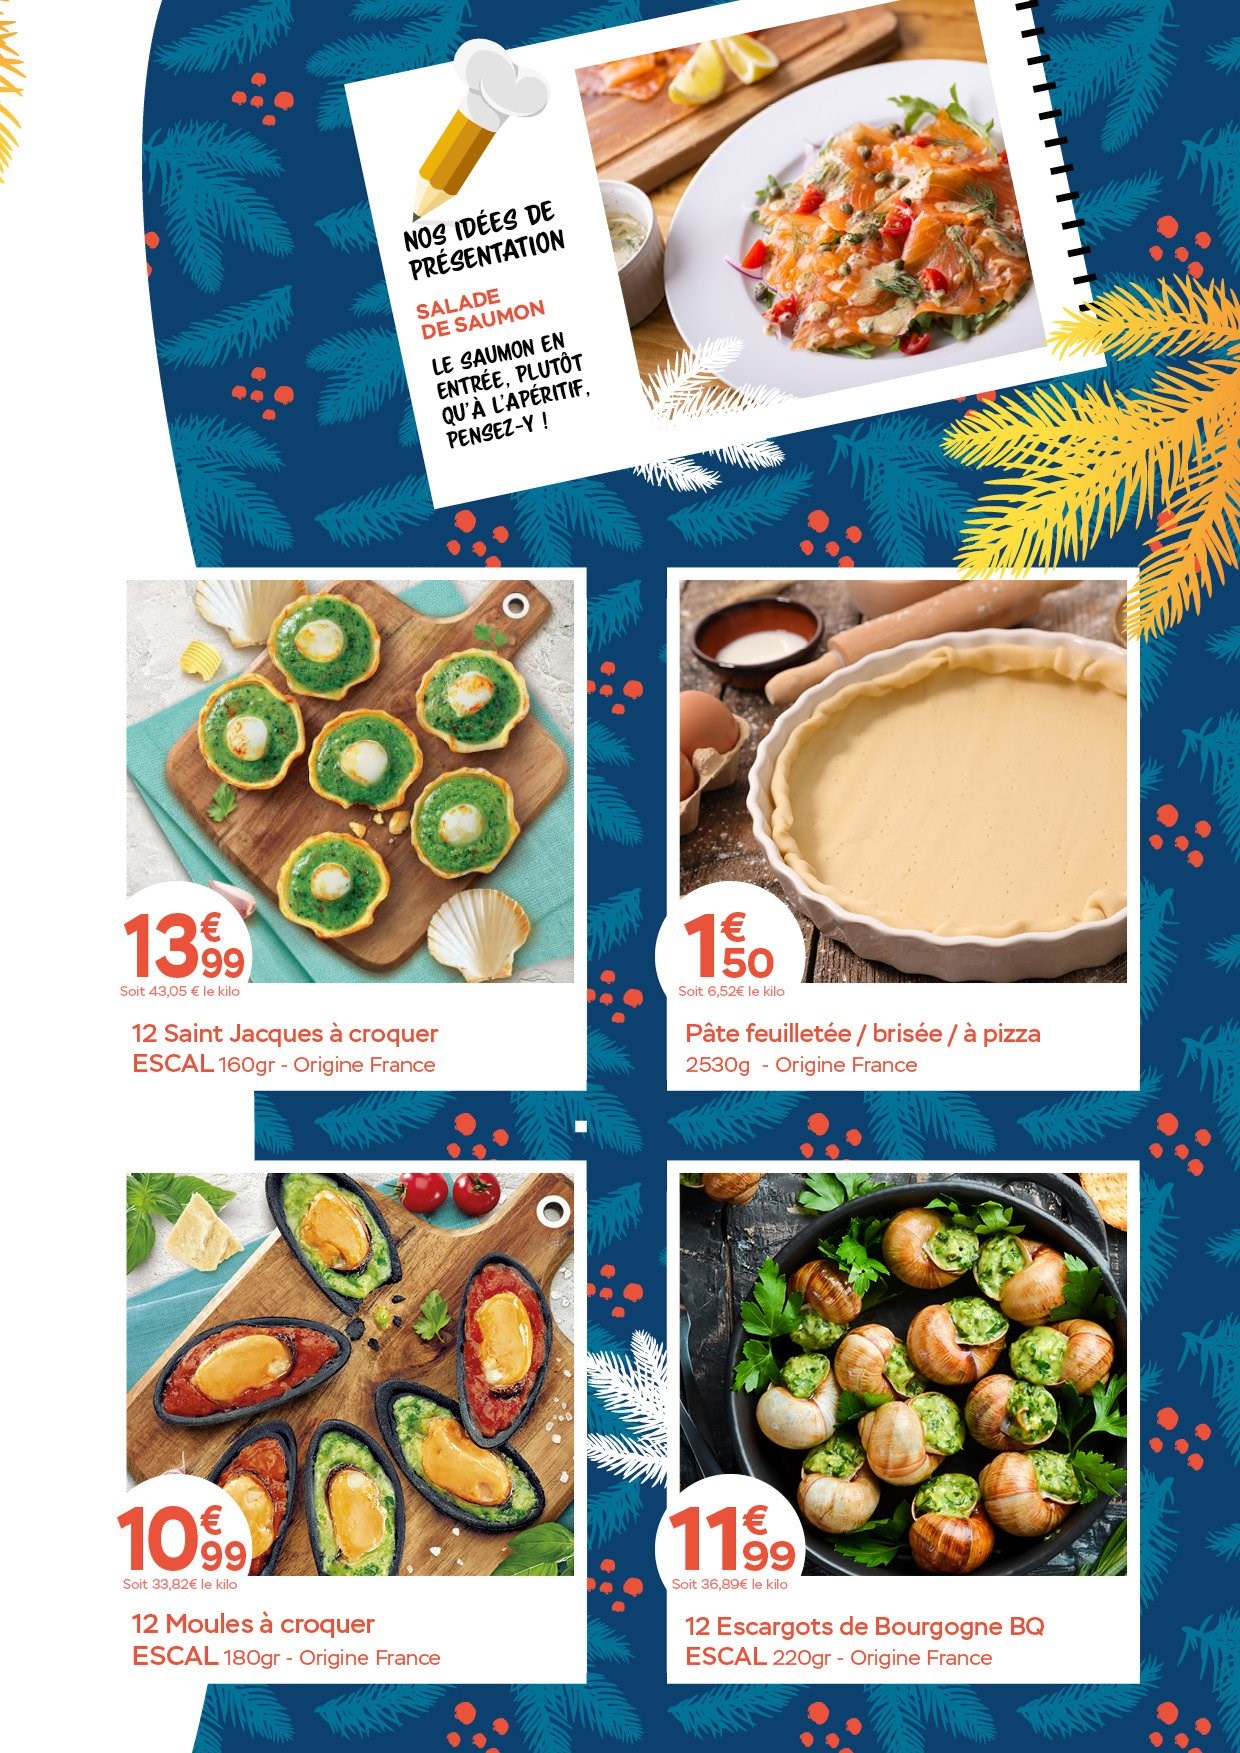 NOS IDÉES DE
PRÉSENTATION
SALADE
DE SAUMON
LE SAUMON EN
ENTRÉE, PLUTÔT
QU'À L'APÉRITIF,
PENSEZ-Y !
13€99
Soit 43,05 € le kilo
12 Saint Jacques à croquer
ESCAL 160gr - Origine France
1€50
Soit 6,52€ le kilo
Pâte feuilletée / brisée / à pizza
2530g - Origine France
10€99
Soit 33,82€ le kilo
12 Moules à croquer
ESCAL 180gr - Origine France
11€99
Soit 36,89€ le kilo
12 Escargots de Bourgogne BQ
ESCAL 220gr - Origine France